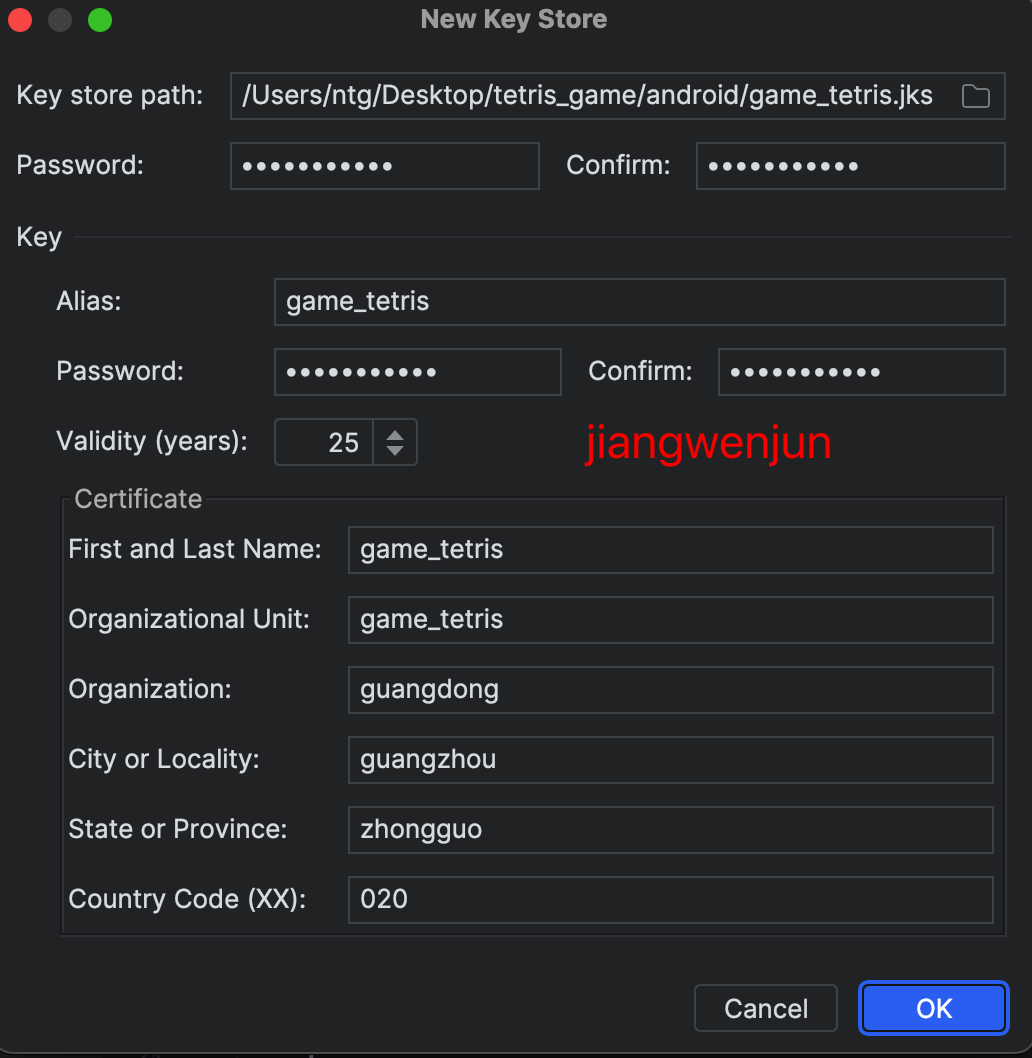 New Key Store
Key store path: /Users/ntg/Desktop/tetris_game/android/game_tetris.jks
Password: ••••••••••• Confirm: •••••••••••
Key
Alias: game_tetris
Password: ••••••••••• Confirm: •••••••••••
Validity (years): 25 jiangwenjun
Certificate
First and Last Name: game_tetris
Organizational Unit: game_tetris
Organization: guangdong
City or Locality: guangzhou
State or Province: zhongguo
Country Code (XX): 020
Cancel OK